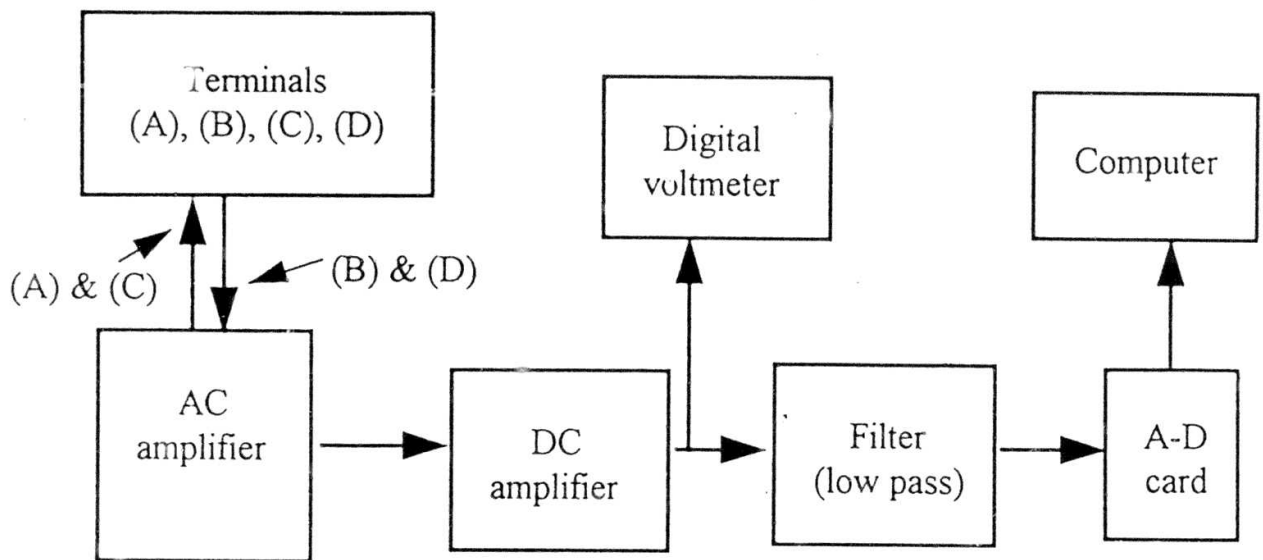 Terminals
(A), (B), (C), (D)
Digital
voltmeter
Computer
(A) & (C)
(B) & (D)
AC
amplifier
DC
amplifier
Filter
(low pass)
A-D
card